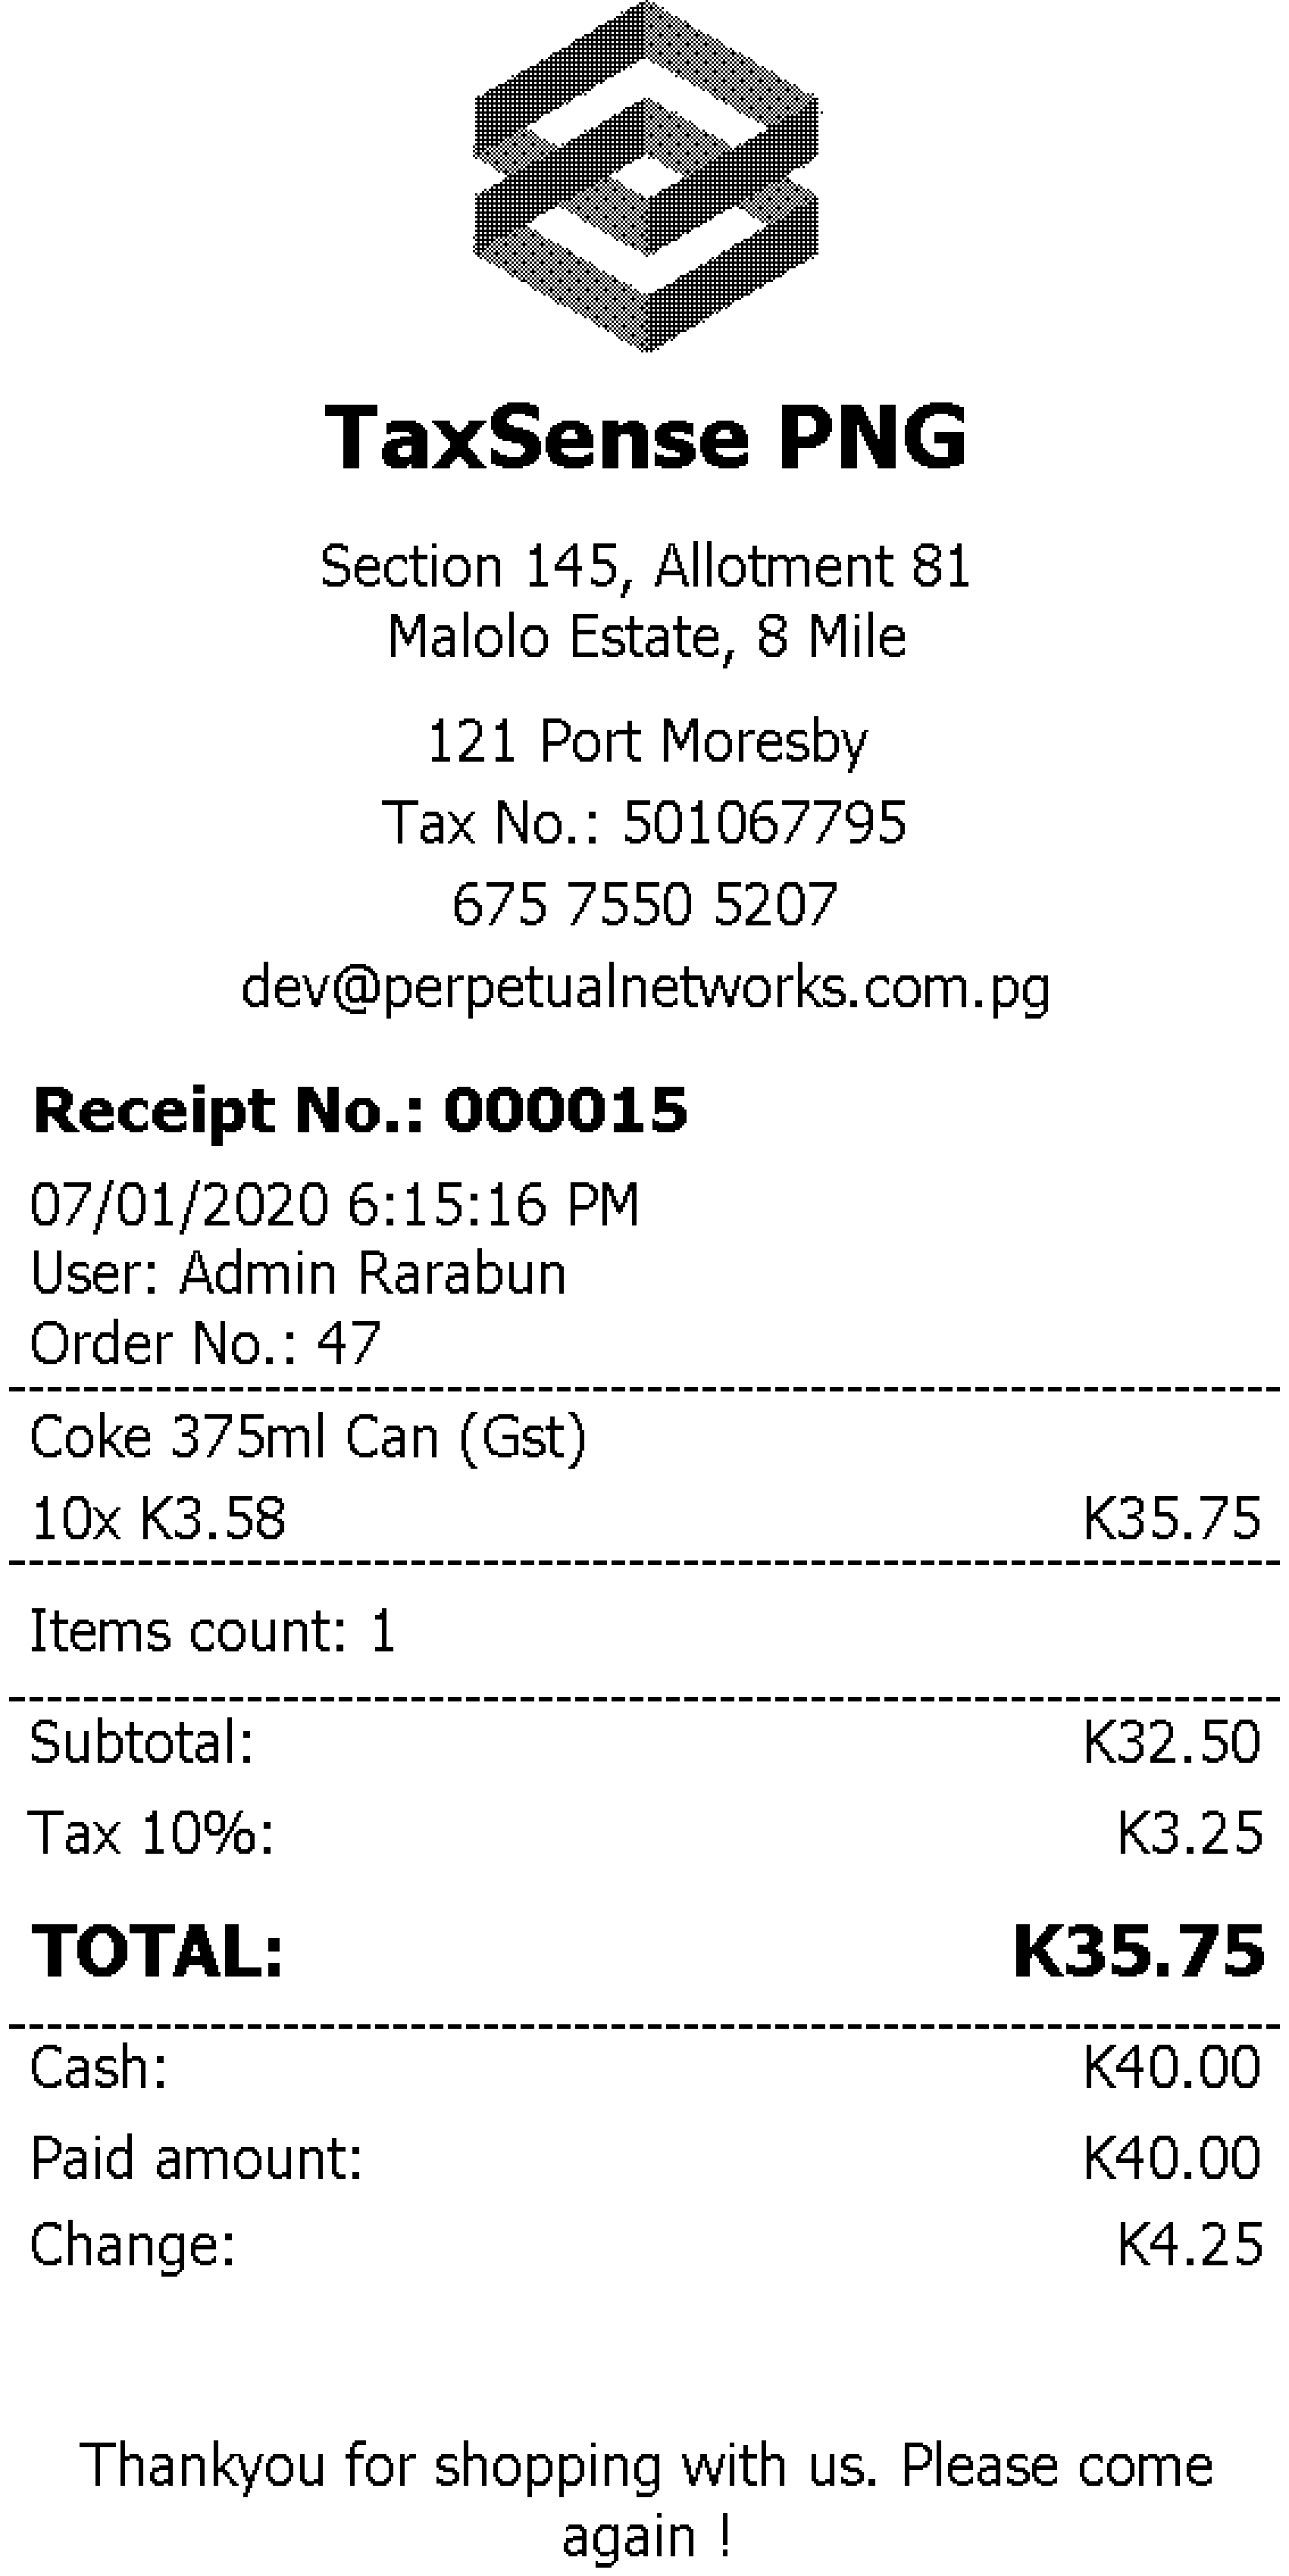 TaxSense PNG
Section 145, Allotment 81
Malolo Estate, 8 Mile
121 Port Moresby
Tax No.: 501067795
675 7550 5207
dev@perpetualnetworks.com.pg
Receipt No.: 000015
07/01/2020 6:15:16 PM
User: Admin Rarabun
Order No.: 47
Coke 375ml Can (Gst)
10x K3.58 K35.75
Items count: 1
Subtotal: K32.50
Tax 10%: K3.25
TOTAL: K35.75
Cash: K40.00
Paid amount: K40.00
Change: K4.25
Thankyou for shopping with us. Please come
again !